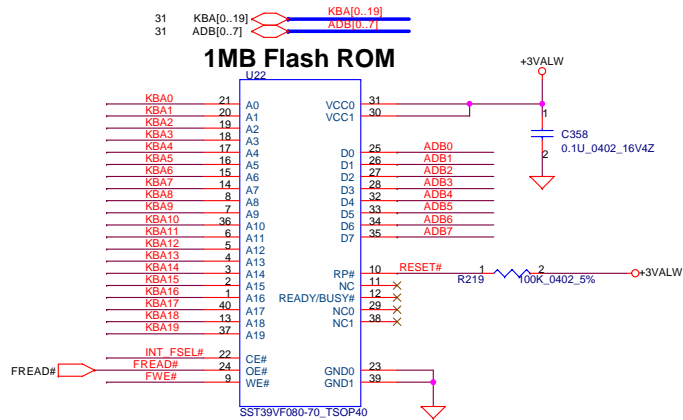 31 KBA[0..19] KBA[0..19]
31 ADB[0..7] ADB[0..7]
1MB Flash ROM
+3VALW
U22
KBA0 21 A0 VCC0 31
KBA1 20 A1 VCC1 30
KBA2 19 A2
KBA3 18 A3
KBA4 17 A4 D0 25 ADB0
KBA5 16 A5 D1 26 ADB1
KBA6 15 A6 D2 27 ADB2
KBA7 14 A7 D3 28 ADB3
KBA8 8 A8 D4 32 ADB4
KBA9 7 A9 D5 33 ADB5
KBA10 36 A10 D6 34 ADB6
KBA11 6 A11 D7 35 ADB7
KBA12 5 A12
KBA13 4 A13
KBA14 3 A14 RP# 10 RESET# 1 2 +3VALW
KBA15 2 A15 NC 11 R219 100K_0402_5%
KBA16 1 A16 READY/BUSY# 12
KBA17 40 A17 NC0 29
KBA18 13 A18 NC1 38
KBA19 37 A19
1
C358
0.1U_0402_16V4Z
2
INT_FSEL# 22 CE#
FREAD# FREAD# 24 OE# GND0 23
FWE# 9 WE# GND1 39
SST39VF080-70_TSOP40